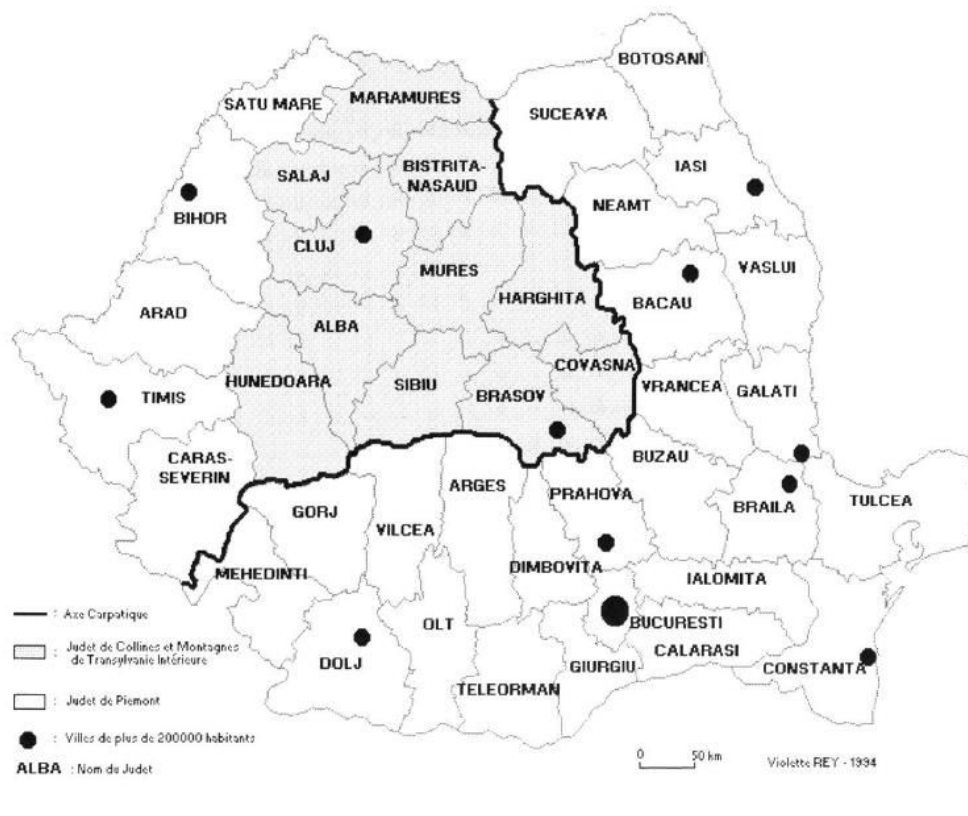 BOTOSANI
SATU MARE
MARAMURES
SUCEAVA
SALAJ
BISTRITA-
NASAUD
IASI
BIHOR
NEAMT
CLUJ
MURES
VASLUI
HARGHITA
BACAU
ARAD
ALBA
COVASNA
HUNEDOARA
SIBIU
BRASOV
VRANCEA
GALATI
TIMIS
CARAS-
SEVERIN
BUZAU
ARGES
PRAHOVA
TULCEA
GORJ
VILCEA
BRAILA
DIMBOVITA
MEHEDINTI
IALOMITA
OLT
BUCURESTI
DOLJ
CALARASI
GIURGIU
CONSTANTA
TELEORMAN
: Axe Carpatique
: Judet de Collines et Montagnes
de Transylvanie Intérieure
: Judet de Piemont
: Villes de plus de 200000 habitants
ALBA : Nom du Judet
0 50 km
Violette REY - 1994